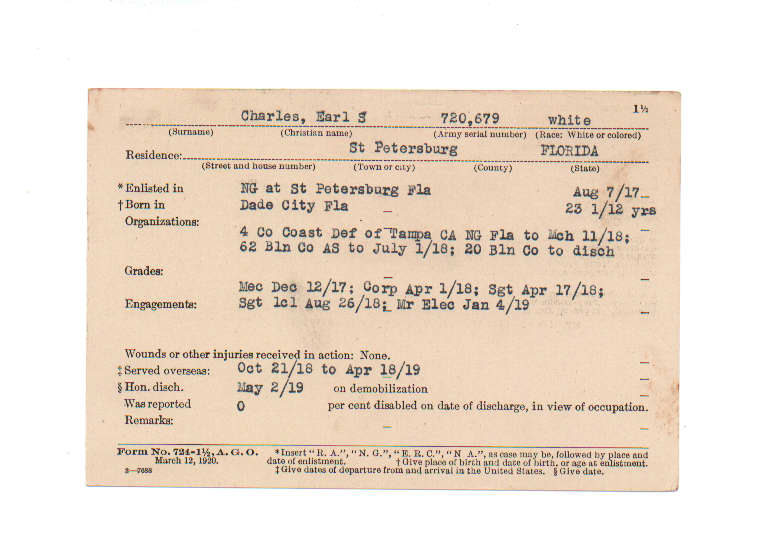 1½
Charles, Earl S 720,679 white
(Surname) (Christian name) (Army serial number) (Race: White or colored)
Residence: St Petersburg FLORIDA
(Street and house number) (Town or city) (County) (State)
*Enlisted in NG at St Petersburg Fla Aug 7/17
†Born in Dade City Fla 23 1/12 yrs
Organizations:
4 Co Coast Def of Tampa CA NG Fla to Mch 11/18;
62 Bln Co AS to July 1/18; 20 Bln Co to disch
Grades:
Mec Dec 12/17; Corp Apr 1/18; Sgt Apr 17/18;
Engagements: Sgt 1cl Aug 26/18; Mr Elec Jan 4/19
Wounds or other injuries received in action: None.
‡Served overseas: Oct 21/18 to Apr 18/19
§Hon. disch. May 2/19 on demobilization
Was reported 0 per cent disabled on date of discharge, in view of occupation.
Remarks:
Form No. 724-1½, A. G. O. *Insert "R. A.", "N. G.", "E. R. C.", "N A.", as case may be, followed by place and
March 12, 1920. date of enlistment. †Give place of birth and date of birth, or age at enlistment.
3—7688 ‡Give dates of departure from and arrival in the United States. §Give date.